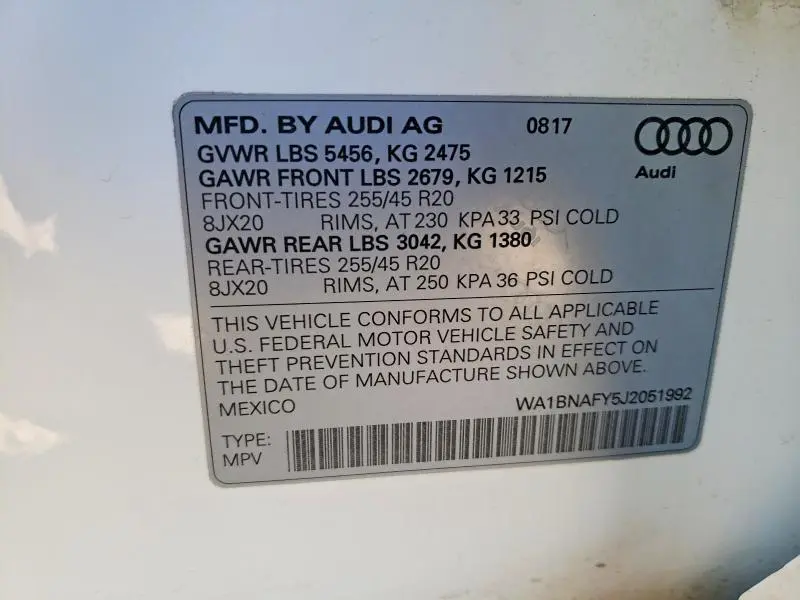 MFD. BY AUDI AG 0817
GVWR LBS 5456, KG 2475
GAWR FRONT LBS 2679, KG 1215
Audi
FRONT-TIRES 255/45 R20
8JX20 RIMS, AT 230 KPA 33 PSI COLD
GAWR REAR LBS 3042, KG 1380
REAR-TIRES 255/45 R20
8JX20 RIMS, AT 250 KPA 36 PSI COLD
THIS VEHICLE CONFORMS TO ALL APPLICABLE
U.S. FEDERAL MOTOR VEHICLE SAFETY AND
THEFT PREVENTION STANDARDS IN EFFECT ON
THE DATE OF MANUFACTURE SHOWN ABOVE.
MEXICO WA1BNAFY5J2051992
TYPE:
MPV